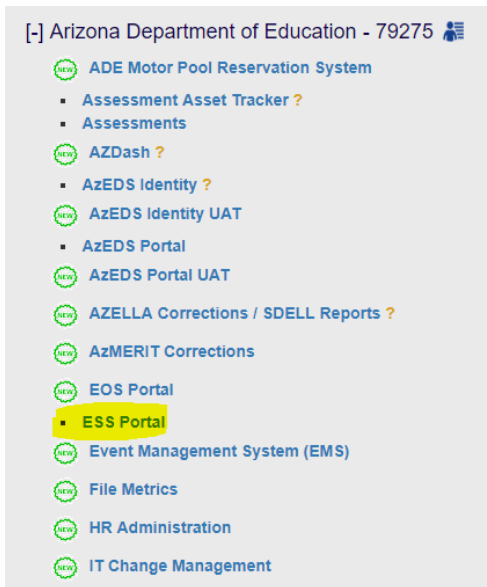 [-] Arizona Department of Education - 79275
NEW ADE Motor Pool Reservation System
Assessment Asset Tracker ?
Assessments
NEW AZDash ?
AzEDS Identity ?
NEW AzEDS Identity UAT
AzEDS Portal
NEW AzEDS Portal UAT
NEW AZELLA Corrections / SDELL Reports ?
NEW AzMERIT Corrections
NEW EOS Portal
ESS Portal
NEW Event Management System (EMS)
NEW File Metrics
NEW HR Administration
NEW IT Change Management